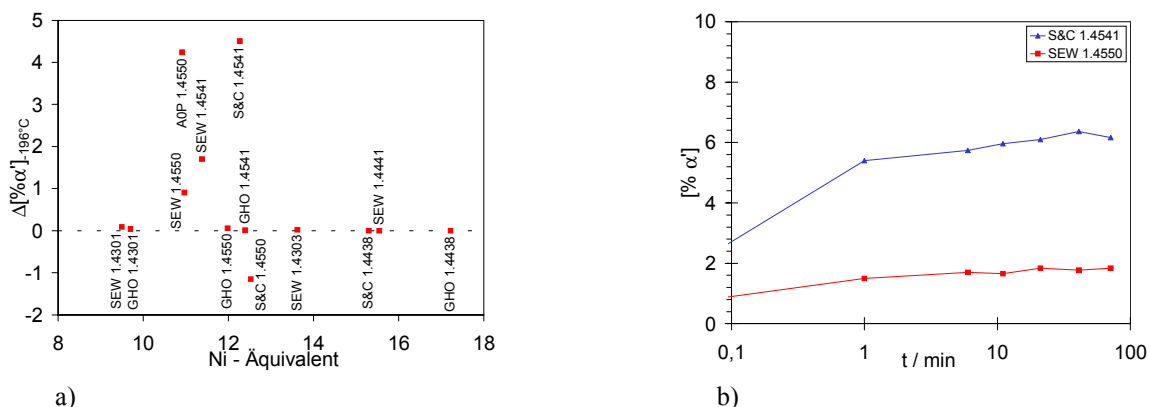 5
4
3
2
1
0
-1
-2
Δ[%α']-196°C
8
10
12
14
16
18
Ni - Äquivalent
SEW 1.4301
GHO 1.4301
SEW 1.4550
A0P 1.4550
SEW 1.4541
GHO 1.4550
S&C 1.4541
GHO 1.4541
S&C 1.4550
SEW 1.4303
S&C 1.4438
SEW 1.4441
GHO 1.4438
a)
10
8
6
4
2
0
[% α']
0,1
1
10
100
t / min
S&C 1.4541
SEW 1.4550
b)